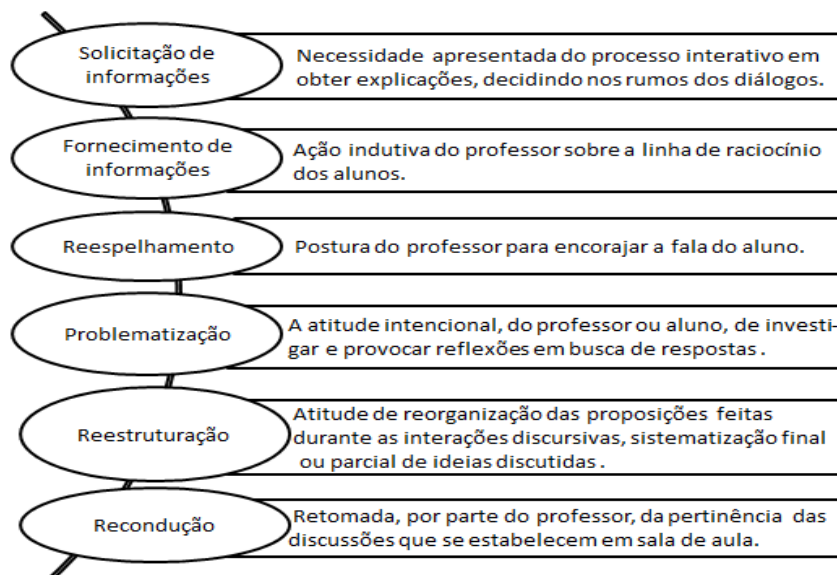 Solicitação de
informações
Necessidade apresentada do processo interativo em
obter explicações, decidindo nos rumos dos diálogos.
Fornecimento de
informações
Ação indutiva do professor sobre a linha de raciocínio
dos alunos.
Reespelhamento
Postura do professor para encorajar a fala do aluno.
Problematização
A atitude intencional, do professor ou aluno, de investi-
gar e provocar reflexões em busca de respostas .
Reestruturação
Atitude de reorganização das proposições feitas
durante as interações discursivas, sistematização final
ou parcial de ideias discutidas .
Recondução
Retomada, por parte do professor, da pertinência das
discussões que se estabelecem em sala de aula.